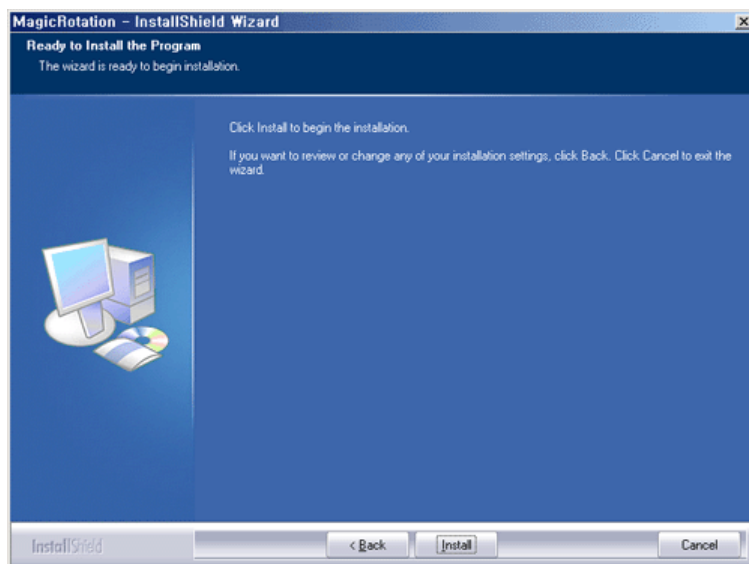 MagicRotation - InstallShield Wizard
Ready to Install the Program
The wizard is ready to begin installation.
Click Install to begin the installation.
If you want to review or change any of your installation settings, click Back. Click Cancel to exit the
wizard.
InstallShield
< Back
Install
Cancel